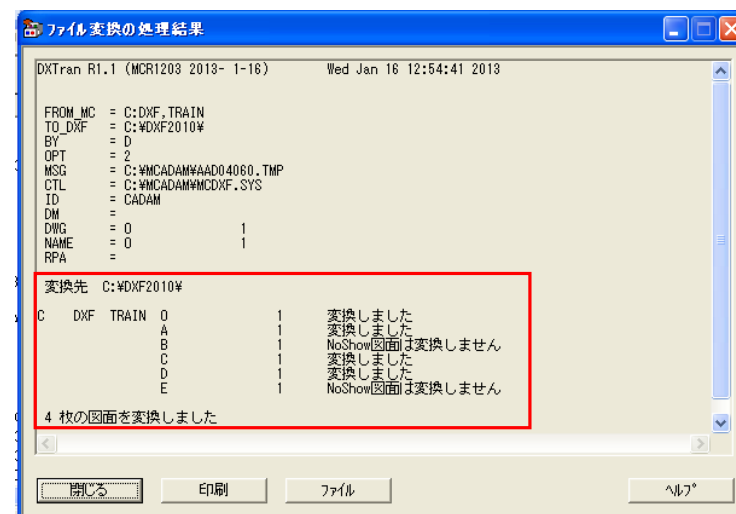 ファイル変換の処理結果
DXTran R1.1 (MCR1203 2013- 1-16) Wed Jan 16 12:54:41 2013
FROM_MC = C:DXF,TRAIN
TO_DXF = C:¥DXF2010¥
BY = D
OPT = 2
MSG = C:¥MCADAM¥AAD04060.TMP
CTL = C:¥MCADAM¥MCDXF.SYS
ID = CADAM
DM =
DWG = 0 1
NAME = 0 1
RPA =
変換先 C:¥DXF2010¥
C DXF TRAIN 0 1 変換しました
A 1 変換しました
B 1 NoShow図面は変換しません
C 1 変換しました
D 1 変換しました
E 1 NoShow図面は変換しません
4 枚の図面を変換しました
閉じる 印刷 ファイル ヘルプ